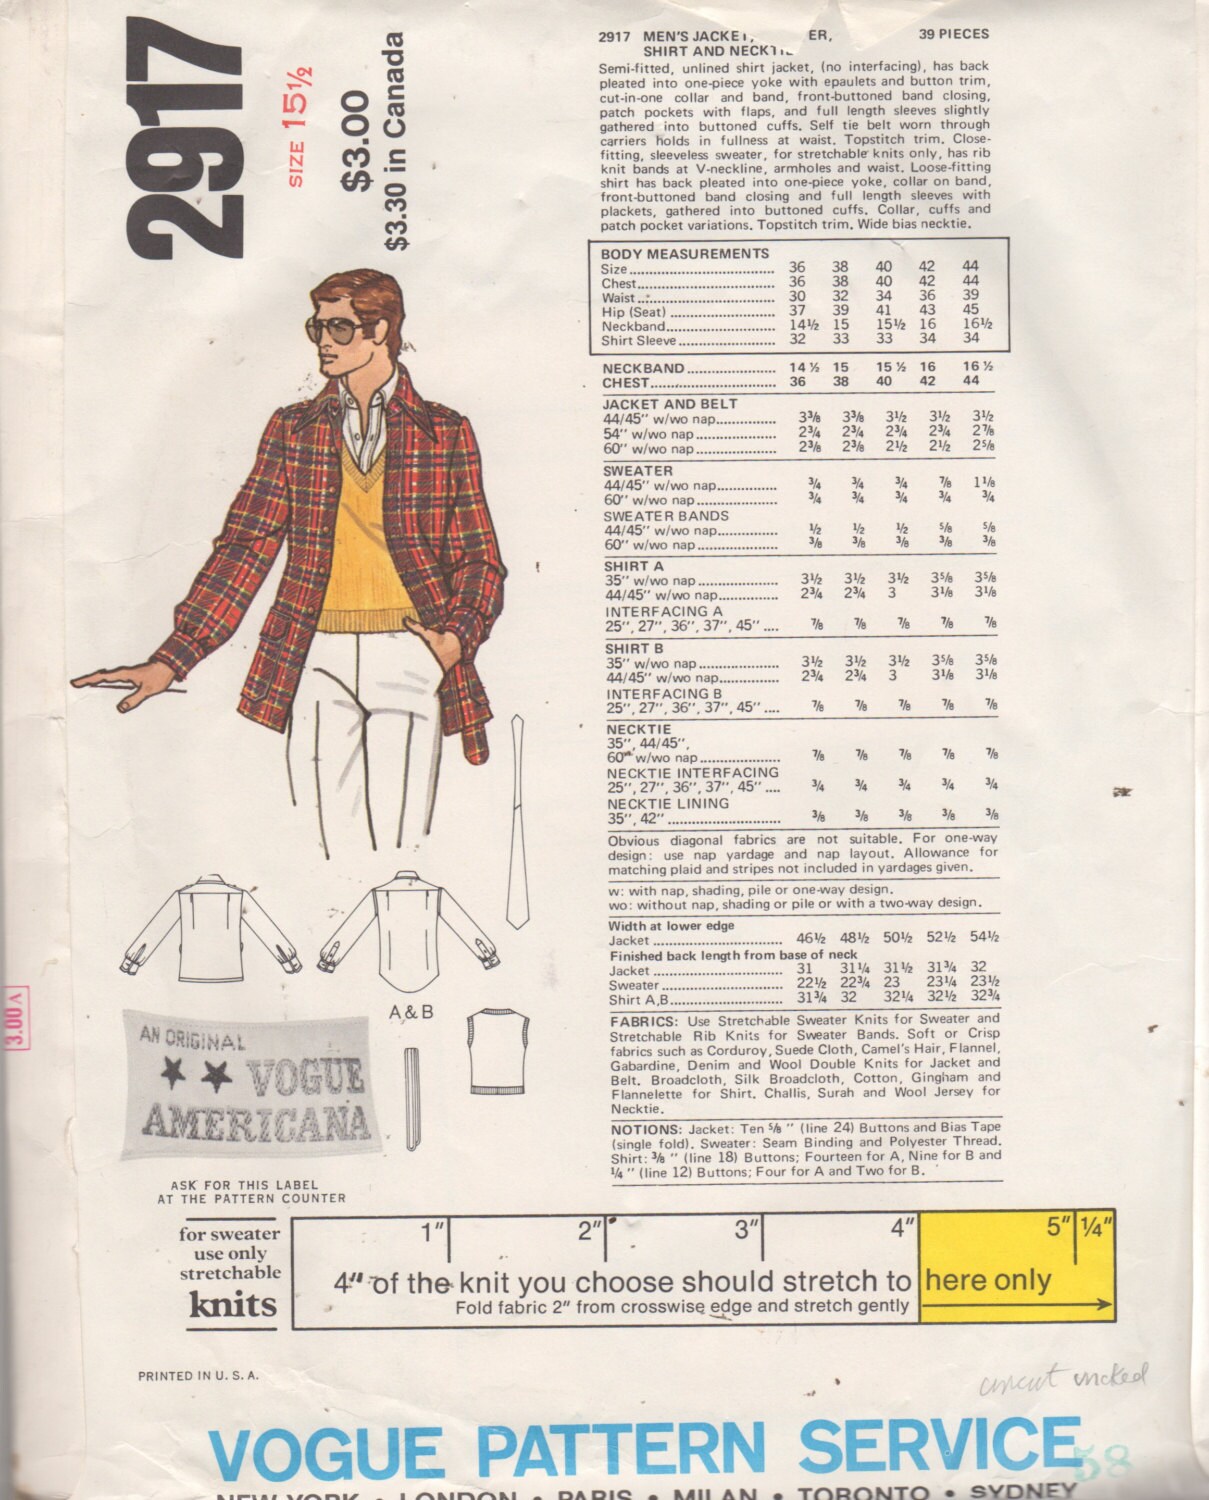 2917
SIZE 15½
$3.00
$3.30 in Canada
2917 MEN'S JACKET, ER, 39 PIECES
SHIRT AND NECKTIE
Semi-fitted, unlined shirt jacket, (no interfacing), has back
pleated into one-piece yoke with epaulets and button trim,
cut-in-one collar and band, front-buttoned band closing,
patch pockets with flaps, and full length sleeves slightly
gathered into buttoned cuffs. Self tie belt worn through
carriers holds in fullness at waist. Topstitch trim. Close-
fitting, sleeveless sweater, for stretchable knits only, has rib
knit bands at V-neckline, armholes and waist. Loose-fitting
shirt has back pleated into one-piece yoke, collar on band,
front-buttoned band closing and full length sleeves with
plackets, gathered into buttoned cuffs. Collar, cuffs and
patch pocket variations. Topstitch trim. Wide bias necktie.
BODY MEASUREMENTS
Size 36 38 40 42 44
Chest 36 38 40 42 44
Waist 30 32 34 36 39
Hip (Seat) 37 39 41 43 45
Neckband 14½ 15 15½ 16 16½
Shirt Sleeve 32 33 33 34 34
NECKBAND 14 ½ 15 15 ½ 16 16 ½
CHEST 36 38 40 42 44
JACKET AND BELT
44/45" w/wo nap 3⅜ 3⅜ 3½ 3½ 3½
54" w/wo nap 2¾ 2¾ 2¾ 2¾ 2⅞
60" w/wo nap 2⅜ 2⅜ 2½ 2½ 2⅝
SWEATER
44/45" w/wo nap ¾ ¾ ¾ ⅞ 1⅛
60" w/wo nap ¾ ¾ ¾ ¾ ¾
SWEATER BANDS
44/45" w/wo nap ½ ½ ½ ⅝ ⅝
60" w/wo nap ⅜ ⅜ ⅜ ⅜ ⅜
SHIRT A
35" w/wo nap 3½ 3½ 3½ 3⅝ 3⅝
44/45" w/wo nap 2¾ 2¾ 3 3⅛ 3⅛
INTERFACING A
25", 27", 36", 37", 45" .... ⅞ ⅞ ⅞ ⅞ ⅞
SHIRT B
35" w/wo nap 3½ 3½ 3½ 3⅝ 3⅝
44/45" w/wo nap 2¾ 2¾ 3 3⅛ 3⅛
INTERFACING B
25", 27", 36", 37", 45" .... ⅞ ⅞ ⅞ ⅞ ⅞
NECKTIE
35", 44/45",
60" w/wo nap ⅞ ⅞ ⅞ ⅞ ⅞
NECKTIE INTERFACING
25", 27", 36", 37", 45" .... ¾ ¾ ¾ ¾ ¾
NECKTIE LINING
35", 42" ⅜ ⅜ ⅜ ⅜ ⅜
Obvious diagonal fabrics are not suitable. For one-way
design: use nap yardage and nap layout. Allowance for
matching plaid and stripes not included in yardages given.
w: with nap, shading, pile or one-way design.
wo: without nap, shading or pile or with a two-way design.
Width at lower edge
Jacket 46½ 48½ 50½ 52½ 54½
Finished back length from base of neck
Jacket 31 31¼ 31½ 31¾ 32
Sweater 22½ 22¾ 23 23¼ 23½
Shirt A,B 31¾ 32 32¼ 32½ 32¾
FABRICS: Use Stretchable Sweater Knits for Sweater and
Stretchable Rib Knits for Sweater Bands. Soft or Crisp
fabrics such as Corduroy, Suede Cloth, Camel's Hair, Flannel,
Gabardine, Denim and Wool Double Knits for Jacket and
Belt. Broadcloth, Silk Broadcloth, Cotton, Gingham and
Flannelette for Shirt. Challis, Surah and Wool Jersey for
Necktie.
NOTIONS: Jacket: Ten ⅝ " (line 24) Buttons and Bias Tape
(single fold). Sweater: Seam Binding and Polyester Thread.
Shirt: ⅜ " (line 18) Buttons; Fourteen for A, Nine for B and
¼ " (line 12) Buttons; Four for A and Two for B.
A & B
3.00 A
AN ORIGINAL
★ ★ VOGUE
AMERICANA
ASK FOR THIS LABEL
AT THE PATTERN COUNTER
for sweater
use only
stretchable
knits
1" 2" 3" 4" 5" ¼"
4" of the knit you choose should stretch to here only
Fold fabric 2" from crosswise edge and stretch gently
PRINTED IN U. S. A.
uncut
VOGUE PATTERN SERVICE
58
NEW YORK • LONDON • PARIS • MILAN • TORONTO • SYDNEY